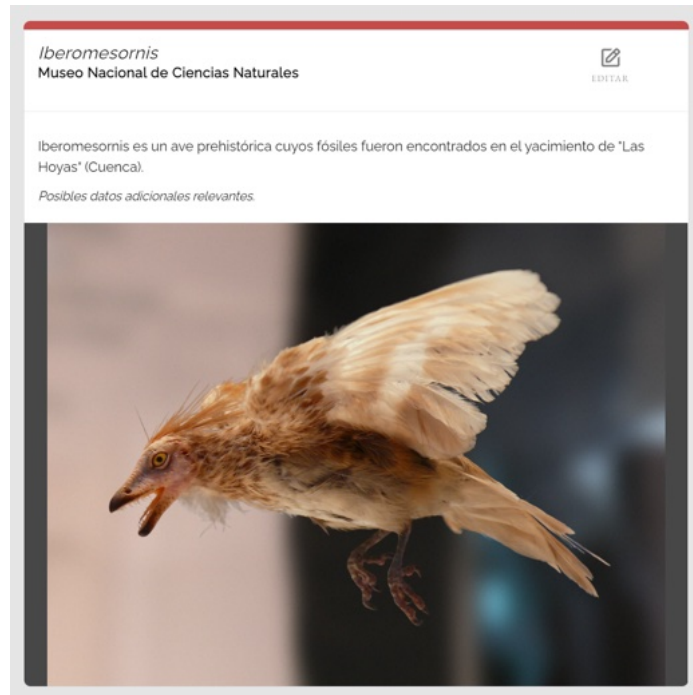 Iberomesornis
Museo Nacional de Ciencias Naturales
EDITAR
Iberomesornis es un ave prehistórica cuyos fósiles fueron encontrados en el yacimiento de "Las
Hoyas" (Cuenca).
Posibles datos adicionales relevantes.